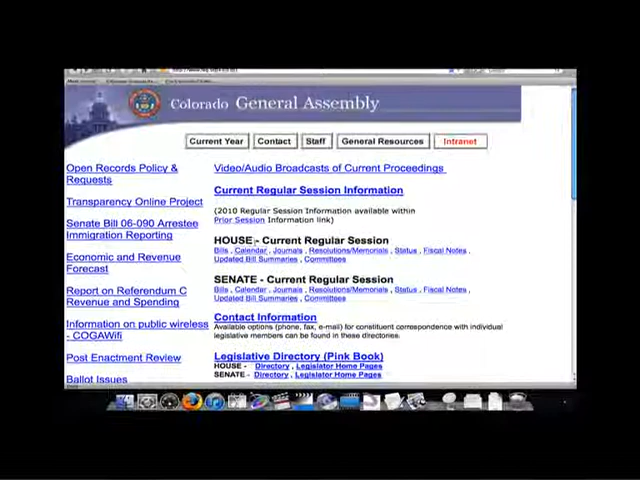 Colorado General Assembly
Current Year
Contact
Staff
General Resources
Intranet
Open Records Policy &
Requests
Transparency Online Project
Senate Bill 06-090 Arrestee
Immigration Reporting
Economic and Revenue
Forecast
Report on Referendum C
Revenue and Spending
Information on public wireless
- COGAWifi
Post Enactment Review
Ballot Issues
Video/Audio Broadcasts of Current Proceedings
Current Regular Session Information
(2010 Regular Session Information available within
Prior Session Information link)
HOUSE - Current Regular Session
Bills , Calendar , Journals , Resolutions/Memorials , Status , Fiscal Notes ,
Updated Bill Summaries , Committees
SENATE - Current Regular Session
Bills , Calendar , Journals , Resolutions/Memorials , Status , Fiscal Notes ,
Updated Bill Summaries , Committees
Contact Information
Available options (phone, fax, e-mail) for constituent correspondence with individual
legislative members can be found in these directories.
Legislative Directory (Pink Book)
HOUSE - Directory , Legislator Home Pages
SENATE - Directory , Legislator Home Pages